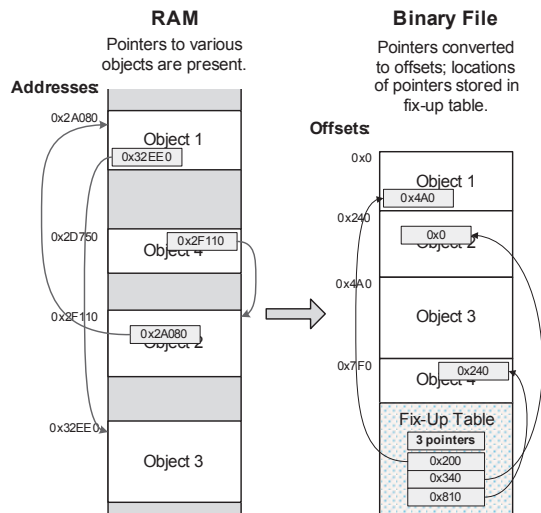 RAM
Pointers to various
objects are present.
Addresses:
0x2A080
Object 1
0x32EE0
0x2D750
0x2F110
Object 4
0x2F110
0x2A080
Object 2
0x32EE0
Object 3
Binary File
Pointers converted
to offsets; locations
of pointers stored in
fix-up table.
Offsets:
0x0
Object 1
0x4A0
0x240
0x0
Object 2
0x4A0
Object 3
0x7F0
0x240
Object 4
Fix-Up Table
3 pointers
0x200
0x340
0x810